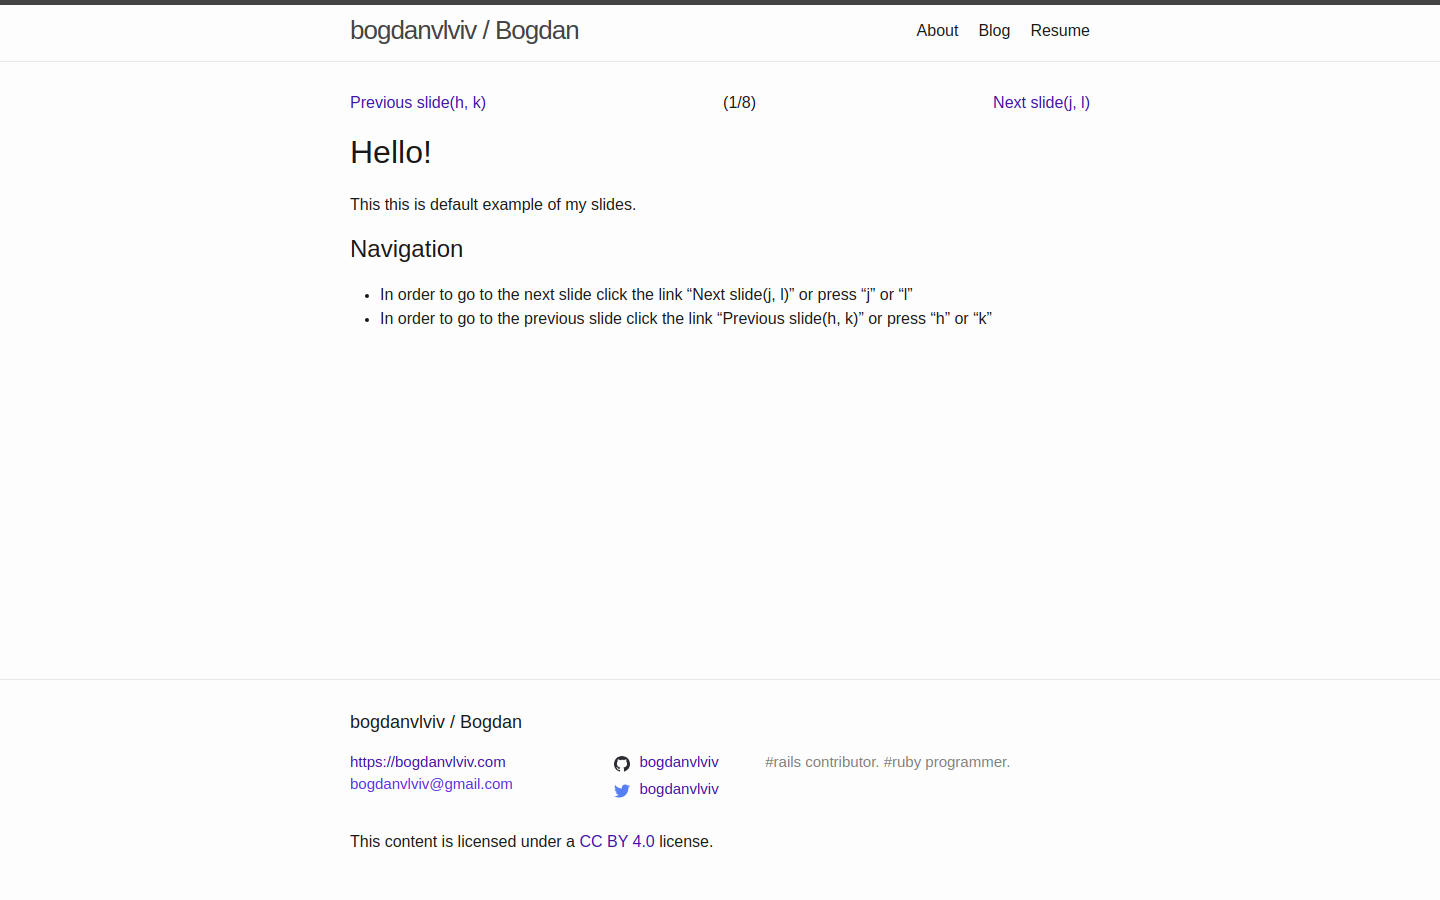 bogdanvlviv / Bogdan
About Blog Resume
Previous slide(h, k) (1/8) Next slide(j, l)
Hello!
This this is default example of my slides.
Navigation
• In order to go to the next slide click the link “Next slide(j, l)” or press “j” or “l”
• In order to go to the previous slide click the link “Previous slide(h, k)” or press “h” or “k”
bogdanvlviv / Bogdan
https://bogdanvlviv.com
bogdanvlviv@gmail.com
bogdanvlviv
bogdanvlviv
#rails contributor. #ruby programmer.
This content is licensed under a CC BY 4.0 license.